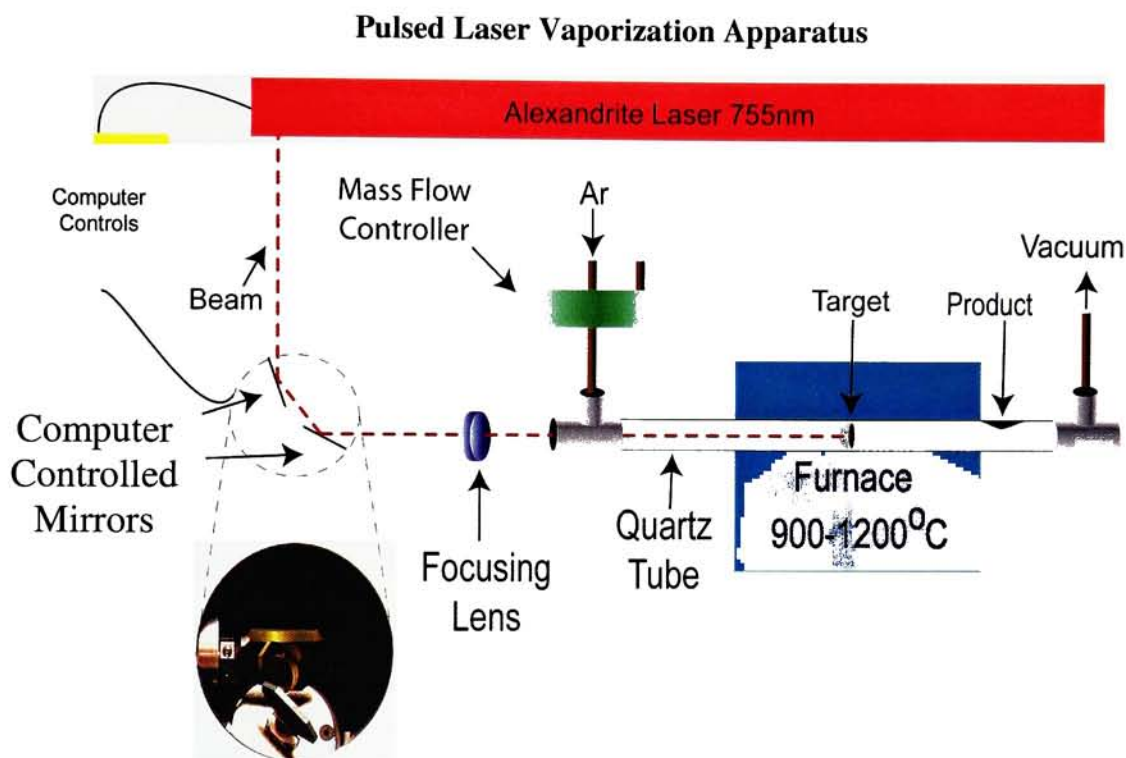 Pulsed Laser Vaporization Apparatus
Alexandrite Laser 755nm
Computer
Controls
Mass Flow
Controller
Ar
Vacuum
Beam
Target
Product
Computer
Controlled
Mirrors
Focusing
Lens
Quartz
Tube
Furnace
900-1200°C